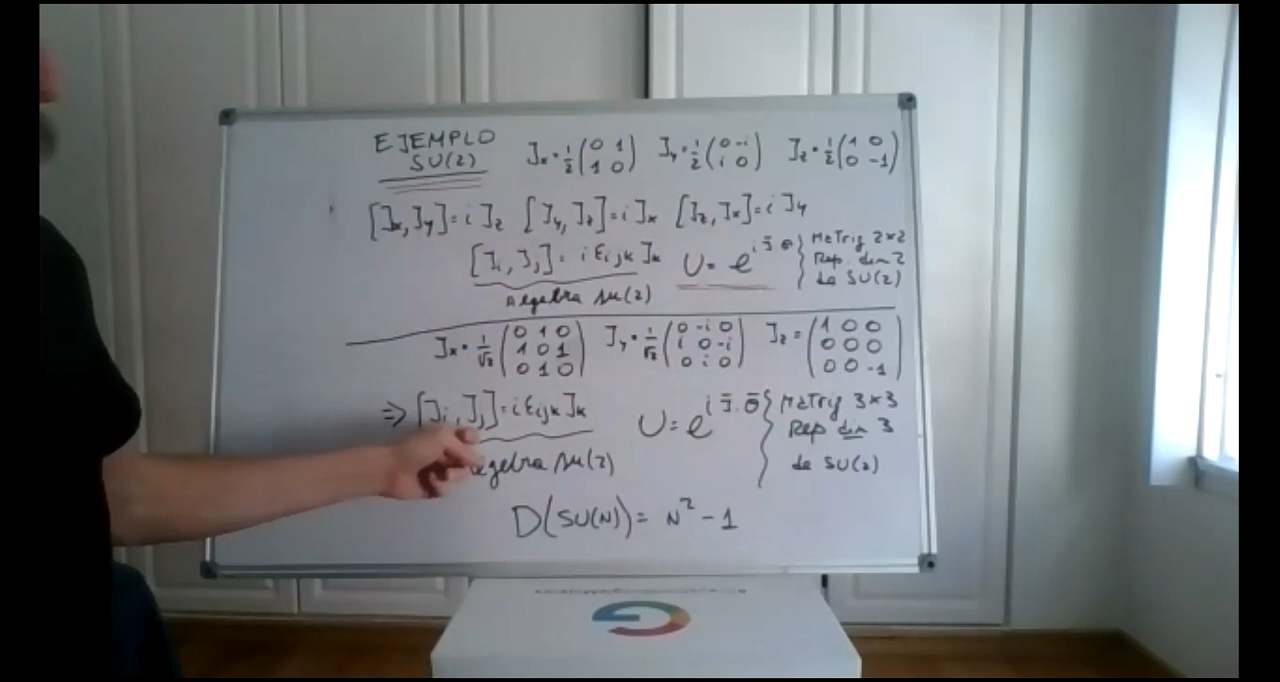 EJEMPLO
SU(2)
Jx = 1/2 (0 1; 1 0) Jy = 1/2 (0 -i; i 0) Jz = 1/2 (1 0; 0 -1)
[Jx, Jy] = i Jz [Jy, Jz] = i Jx [Jz, Jx] = i Jy
[Ji, Jj] = i εijk Jk
Algebra su(2)
U = e^{i J̄ θ}
Matriz 2×2
Rep. dim 2
de SU(2)
Jx = 1/√2 (0 1 0; 1 0 1; 0 1 0) Jy = 1/√2 (0 -i 0; i 0 -i; 0 i 0) Jz = (1 0 0; 0 0 0; 0 0 -1)
⇒ [Ji, Jj] = i εijk Jk
lgebra su(2)
U = e^{i J̄ . θ̄}
Matriz 3×3
Rep dim 3
de SU(2)
D(SU(N)) = N² - 1